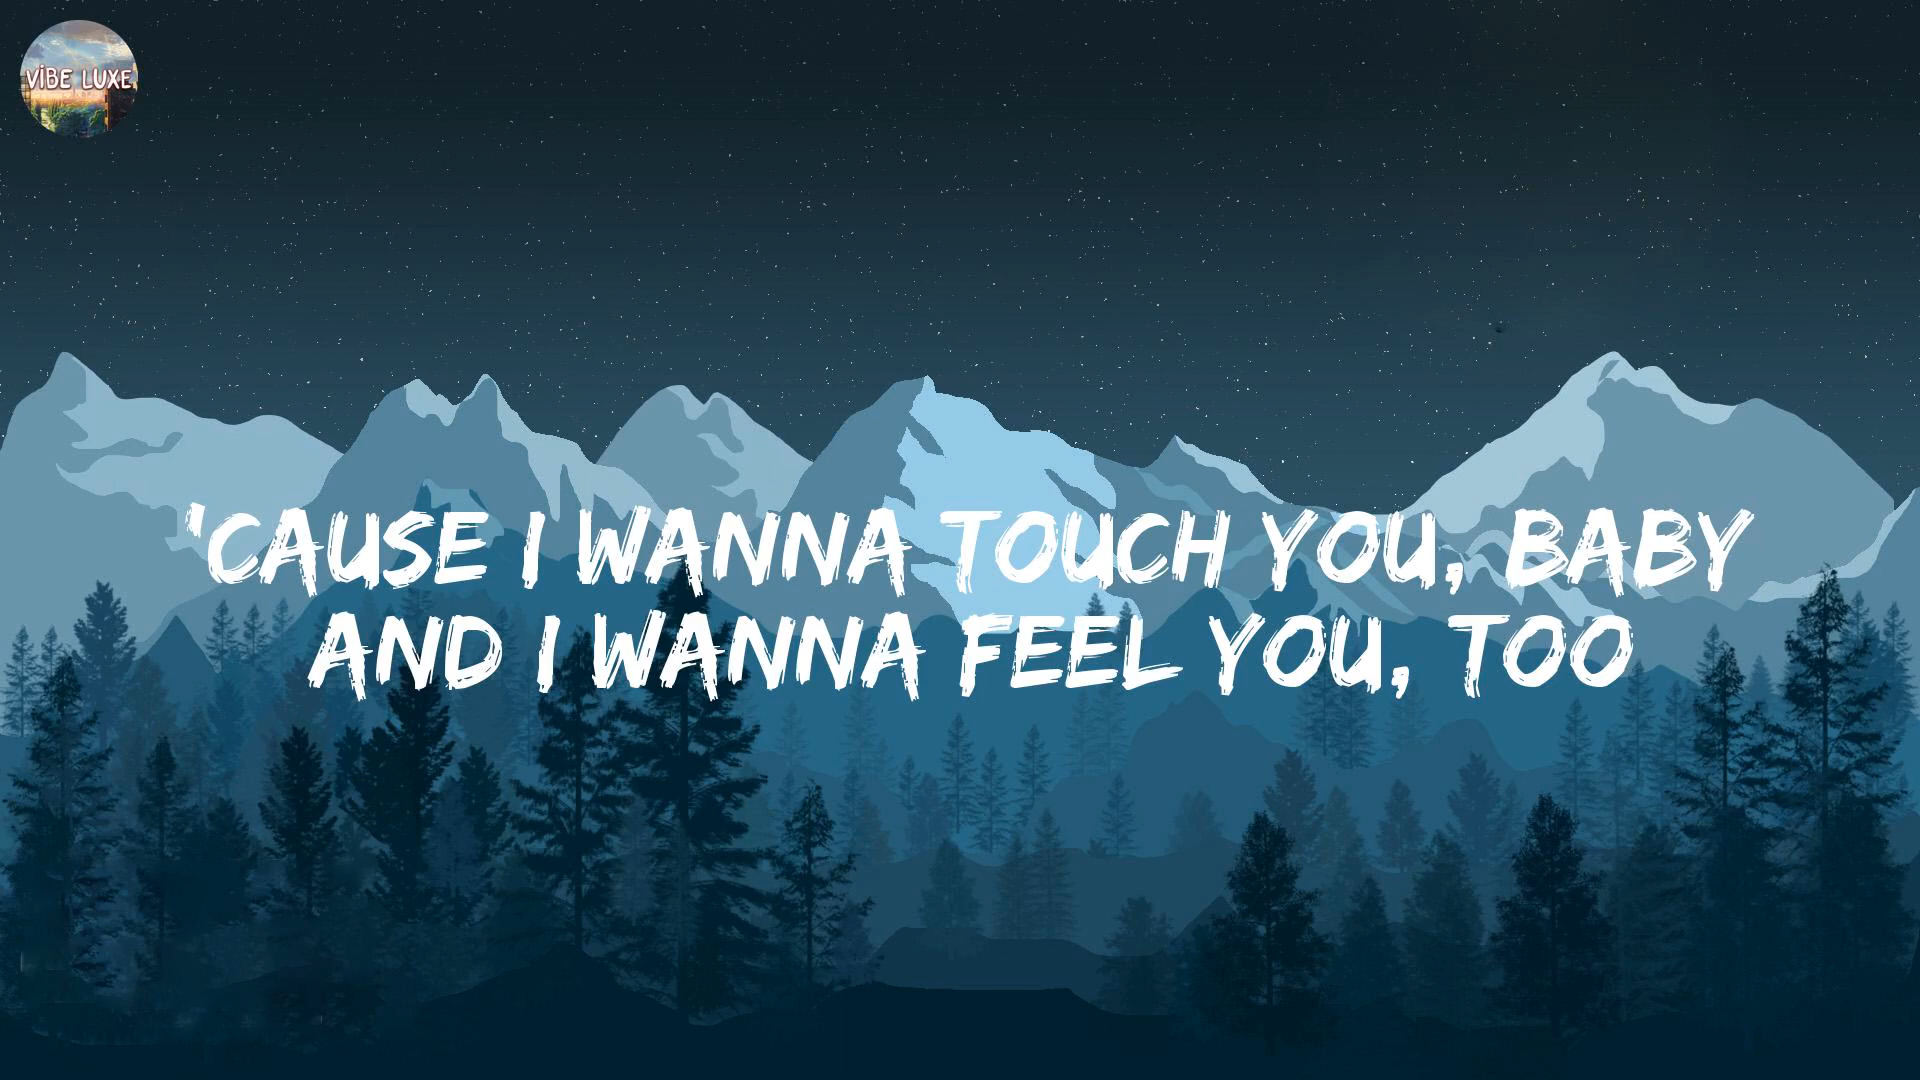 VİBE LUXE
'CAUSE I WANNA TOUCH YOU, BABY
AND I WANNA FEEL YOU, TOO